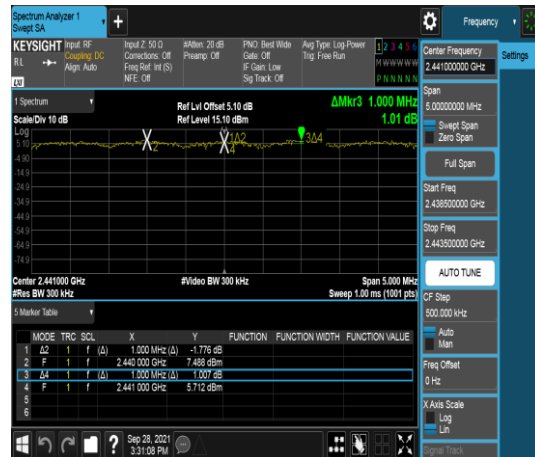 Spectrum Analyzer 1
Swept SA
+
Frequency
KEYSIGHT
RL
LXI
Input: RF
Coupling: DC
Align: Auto
Input Z: 50 Ω
Corrections: Off
Freq Ref: Int (S)
NFE: Off
#Atten: 20 dB
Preamp: Off
PNO: Best Wide
Gate: Off
IF Gain: Low
Sig Track: Off
Avg Type: Log-Power
Trig: Free Run
1 2 3 4 5 6
M W W W W W
P N N N N N
1 Spectrum
Scale/Div 10 dB
Ref Lvl Offset 5.10 dB
Ref Level 15.10 dBm
ΔMkr3 1.000 MHz
1.01 dB
Log
5.10
-4.90
-14.9
-24.9
-34.9
-44.9
-54.9
-64.9
-74.9
2
1Δ2
4
3Δ4
Center 2.441000 GHz
#Res BW 300 kHz
#Video BW 300 kHz
Span 5.000 MHz
Sweep 1.00 ms (1001 pts)
5 Marker Table
MODE TRC SCL X Y FUNCTION FUNCTION WIDTH FUNCTION VALUE
1 Δ2 1 f (Δ) 1.000 MHz (Δ) -1.776 dB
2 F 1 f 2.440 000 GHz 7.488 dBm
3 Δ4 1 f (Δ) 1.000 MHz (Δ) 1.007 dB
4 F 1 f 2.441 000 GHz 5.712 dBm
5
6
?
Sep 28, 2021
3:31:08 PM
Settings
Center Frequency
2.441000000 GHz
Span
5.00000000 MHz
Swept Span
Zero Span
Full Span
Start Freq
2.438500000 GHz
Stop Freq
2.443500000 GHz
AUTO TUNE
CF Step
500.000 kHz
Auto
Man
Freq Offset
0 Hz
X Axis Scale
Log
Lin
Signal Track